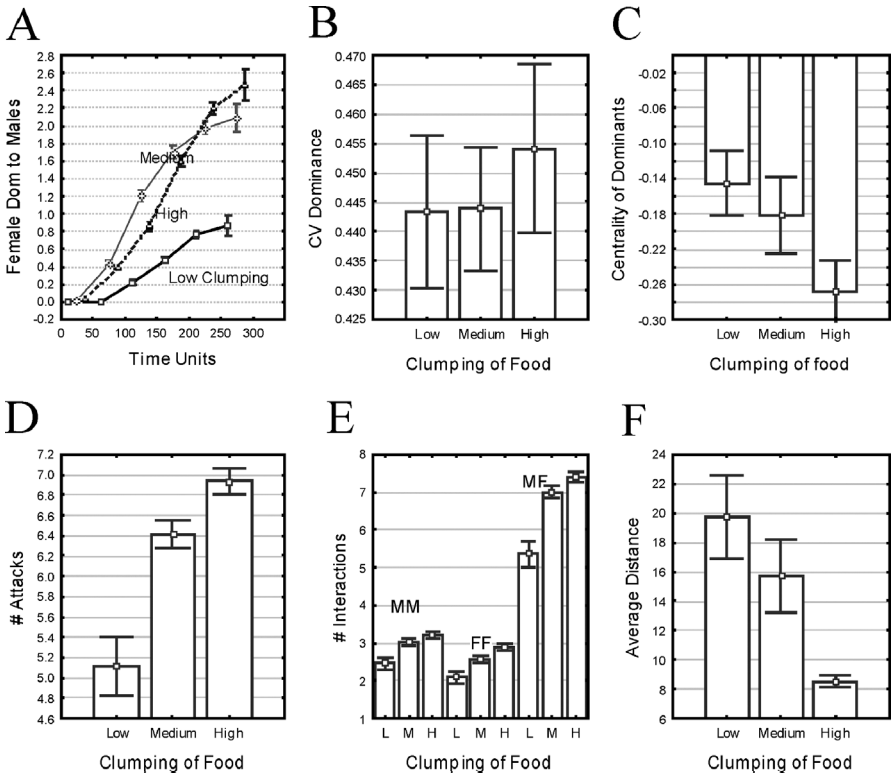 A
Female Dom to Males
2.8
2.6
2.4
2.2
2.0
1.8
1.6
1.4
1.2
1.0
0.8
0.6
0.4
0.2
0.0
-0.2
Medium
High
Low Clumping
0 50 100 150 200 250 300
Time Units
B
CV Dominance
0.470
0.465
0.460
0.455
0.450
0.445
0.440
0.435
0.430
0.425
Low Medium High
Clumping of Food
C
Centrality of Dominants
-0.02
-0.06
-0.10
-0.14
-0.18
-0.22
-0.26
-0.30
Low Medium High
Clumping of food
D
# Attacks
7.2
7.0
6.8
6.6
6.4
6.2
6.0
5.8
5.6
5.4
5.2
5.0
4.8
4.6
Low Medium High
Clumping of Food
E
# Interactions
8
7
6
5
4
3
2
1
MM
FF
MF
L M H L M H L M H
Clumping of Food
F
Average Distance
24
22
20
18
16
14
12
10
8
6
Low Medium High
Clumping of Food